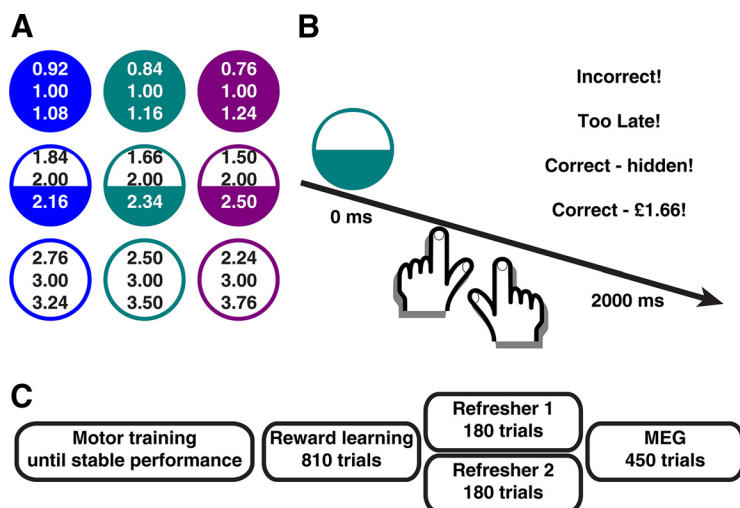 A
0.92
1.00
1.08
0.84
1.00
1.16
0.76
1.00
1.24
1.84
2.00
2.16
1.66
2.00
2.34
1.50
2.00
2.50
2.76
3.00
3.24
2.50
3.00
3.50
2.24
3.00
3.76
B
Incorrect!
Too Late!
Correct - hidden!
Correct - £1.66!
0 ms
2000 ms
C
Motor training
until stable performance
Reward learning
810 trials
Refresher 1
180 trials
Refresher 2
180 trials
MEG
450 trials